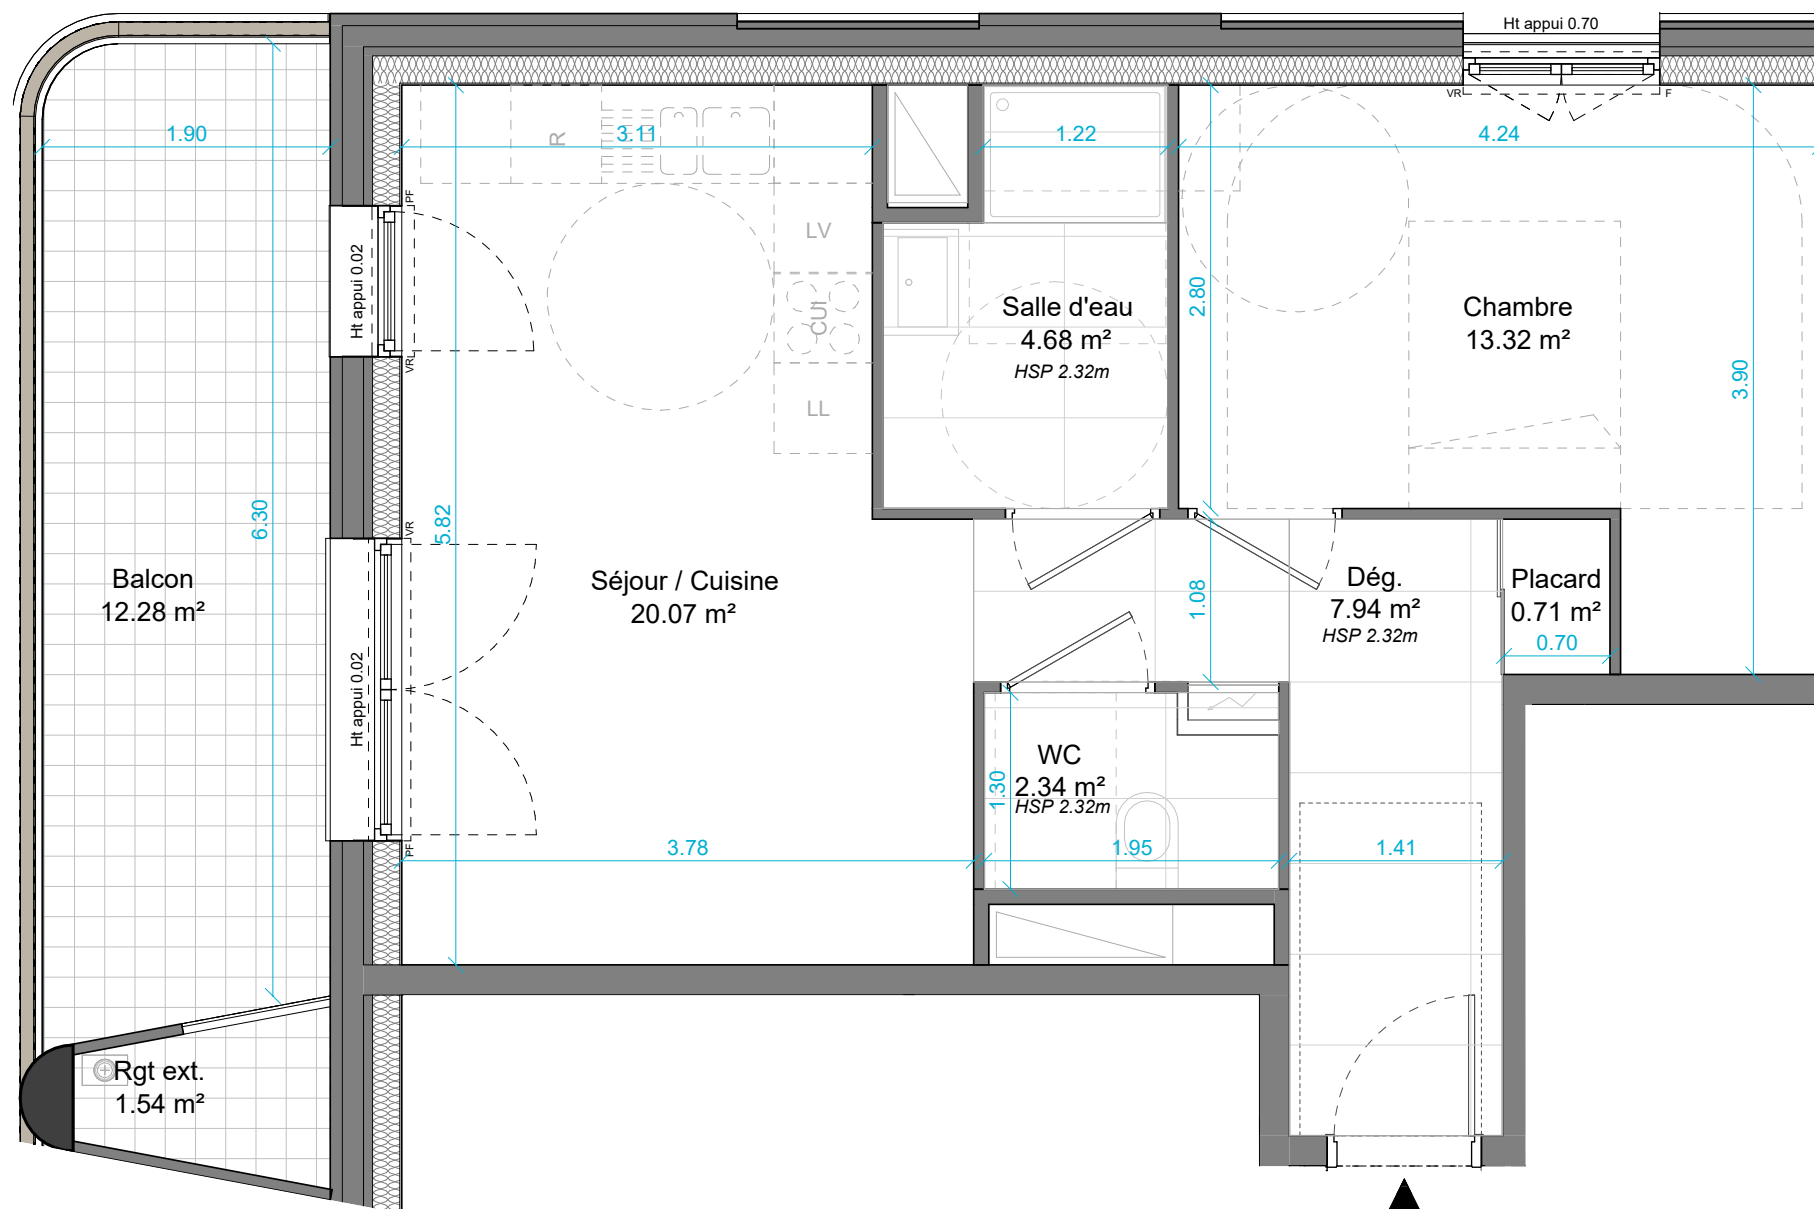 Ht appui 0.70
VR
F
1.90
3.11
1.22
4.24
R
PF
LV
Ht appui 0.02
CUI
2.80
Salle d'eau
4.68 m²
HSP 2.32m
Chambre
13.32 m²
VR
3.90
LL
6.30
5.82
VR
Balcon
12.28 m²
Séjour / Cuisine
20.07 m²
1.08
Dég.
7.94 m²
HSP 2.32m
Placard
0.71 m²
0.70
Ht appui 0.02
WC
2.34 m²
HSP 2.32m
1.30
PF
3.78
1.95
1.41
Rgt ext.
1.54 m²